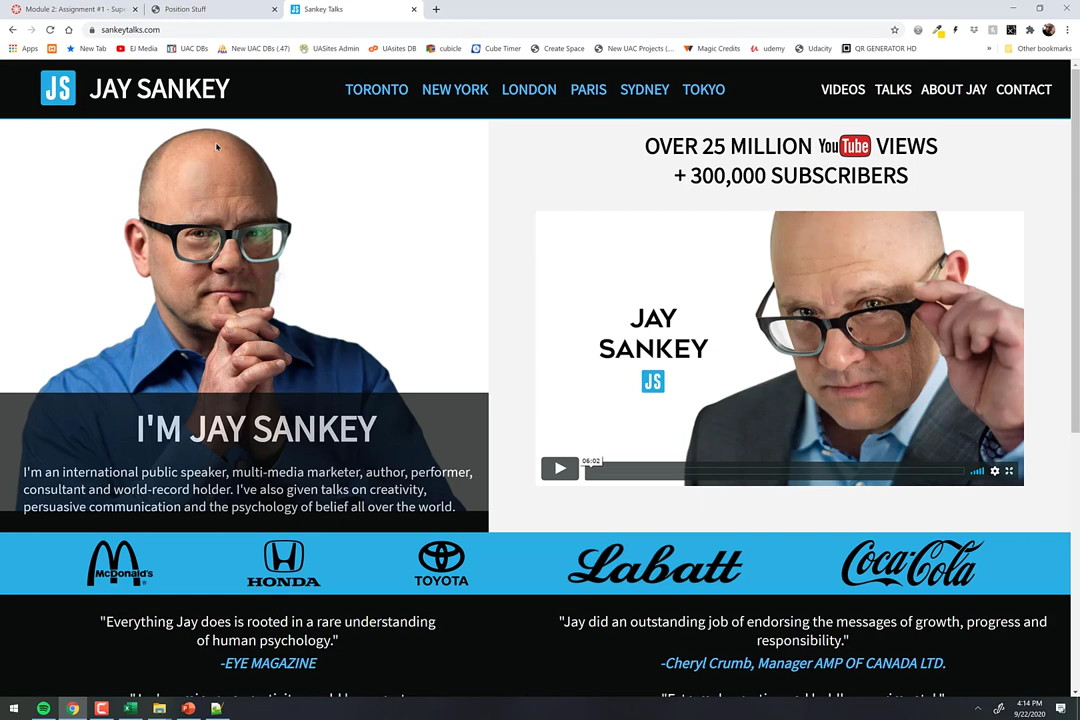 Module 2: Assignment #1 - Sup
Position Stuff
Sankey Talks
sankeytalks.com
Apps
New Tab
EJ Media
UAC DBs
New UAC DBs (.47)
UASites Admin
UAsites DB
cubicle
Cube Timer
Create Space
New UAC Projects (...
Magic Credits
udemy
Udacity
QR GENERATOR HD
»
Other bookmarks
JS JAY SANKEY
TORONTO NEW YORK LONDON PARIS SYDNEY TOKYO
VIDEOS TALKS ABOUT JAY CONTACT
OVER 25 MILLION YouTube VIEWS
+ 300,000 SUBSCRIBERS
JAY
SANKEY
JS
06:02
I'M JAY SANKEY
I'm an international public speaker, multi-media marketer, author, performer,
consultant and world-record holder. I've also given talks on creativity,
persuasive communication and the psychology of belief all over the world.
McDonald's
HONDA
TOYOTA
Labatt
Coca-Cola
"Everything Jay does is rooted in a rare understanding
of human psychology."
-EYE MAGAZINE
"Jay did an outstanding job of endorsing the messages of growth, progress and
responsibility."
-Cheryl Crumb, Manager AMP OF CANADA LTD.
4:14 PM
9/22/2020